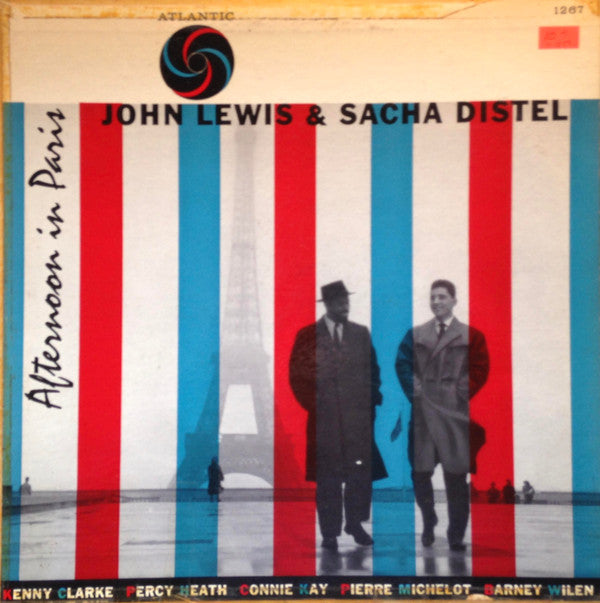 ATLANTIC
1267
JOHN LEWIS & SACHA DISTEL
Afternoon in Paris
KENNY CLARKE PERCY HEATH CONNIE KAY PIERRE MICHELOT BARNEY WILEN